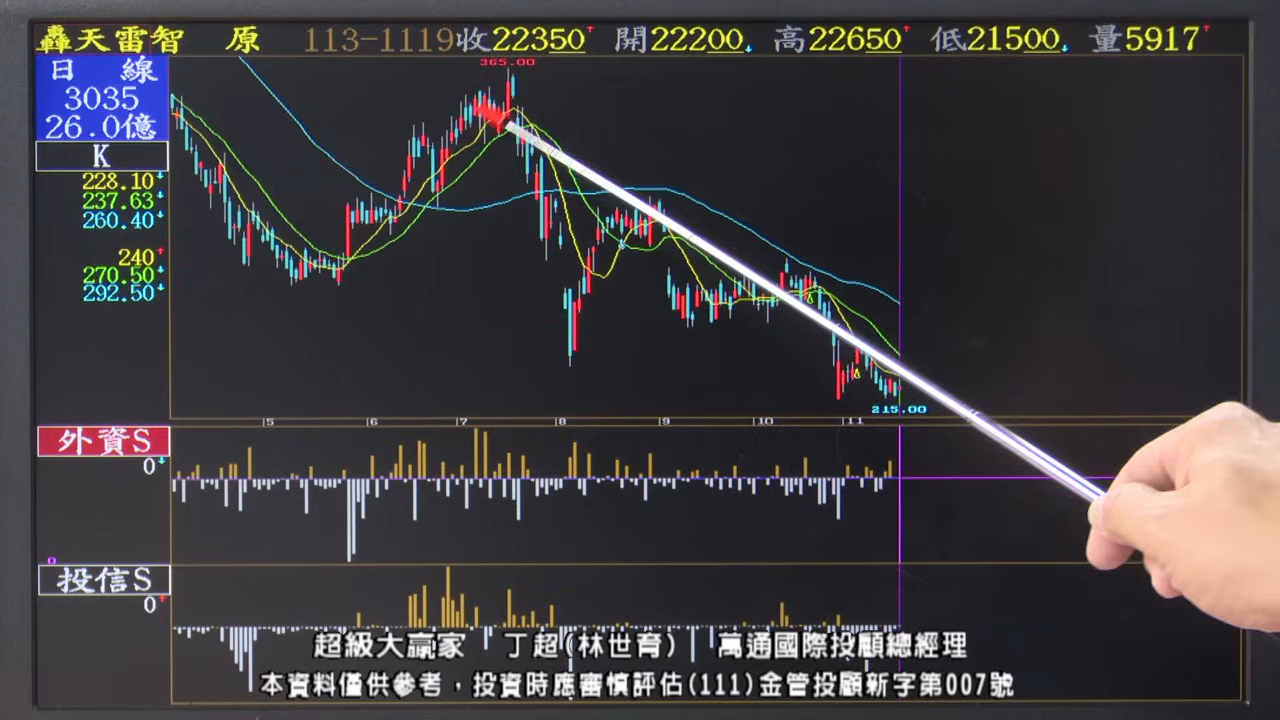 轟天雷智 原 113-1119收22350↑ 開22200↓ 高22650↑ 低21500↓ 量5917↑
日 線
3035
26.0億
K
228.10↓
237.63↓
260.40↓
240↑
270.50↓
292.50↓
365.00
215.00
5 6 7 8 9 10 11
外資S
0↓
0
投信S
0↑
超級大贏家 丁超(林世育) 萬通國際投顧總經理
本資料僅供參考，投資時應審慎評估(111)金管投顧新字第007號